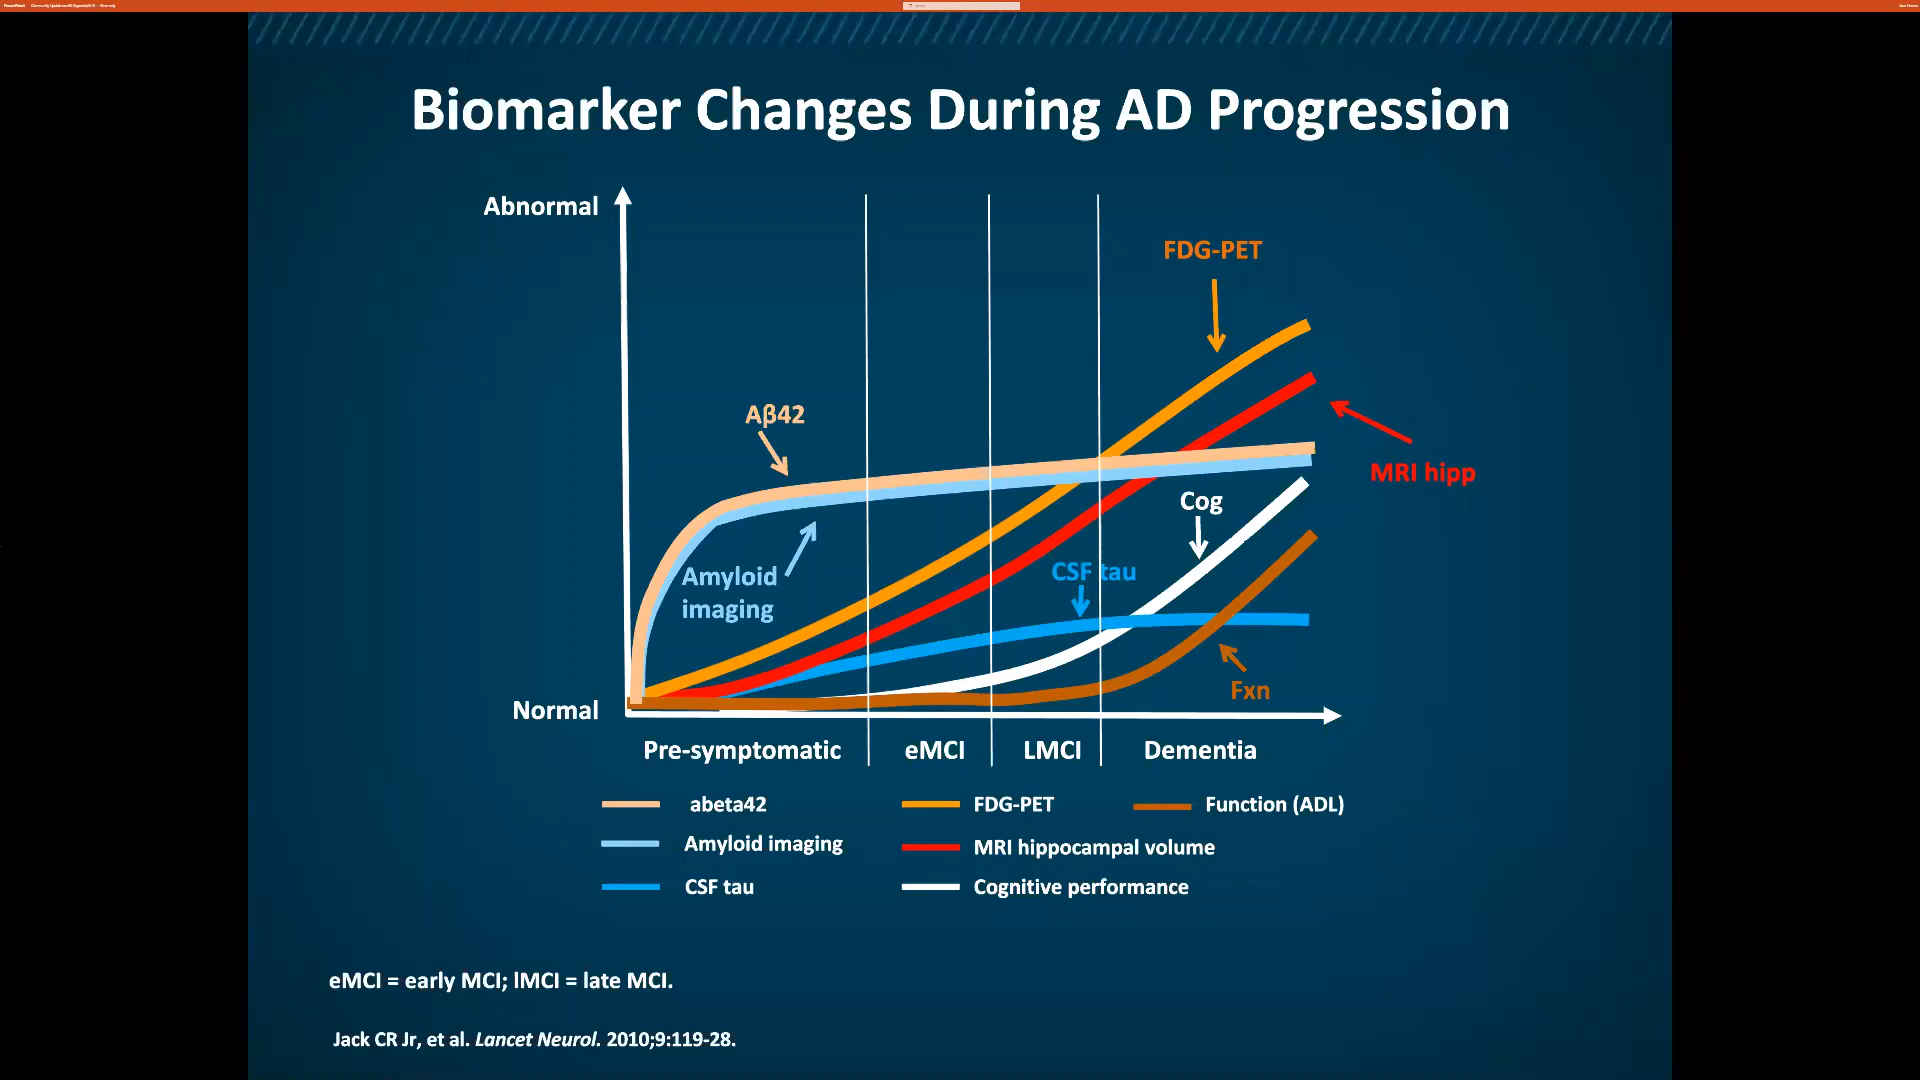 Biomarker Changes During AD Progression
Abnormal
FDG-PET
Aβ42
MRI hipp
Cog
CSF tau
Amyloid
imaging
Fxn
Normal
Pre-symptomatic eMCI LMCI Dementia
abeta42 FDG-PET Function (ADL)
Amyloid imaging MRI hippocampal volume
CSF tau Cognitive performance
eMCI = early MCI; lMCI = late MCI.
Jack CR Jr, et al. Lancet Neurol. 2010;9:119-28.